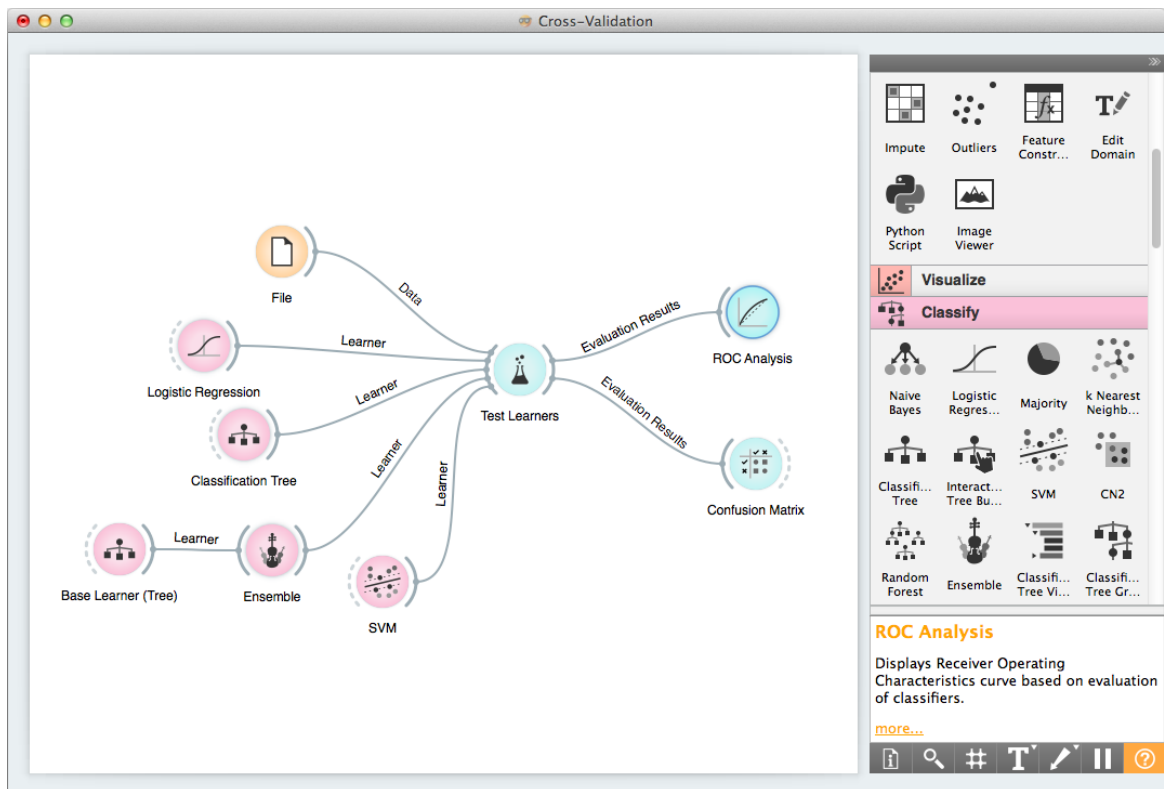 Cross-Validation
File
Data
Logistic Regression
Learner
Classification Tree
Learner
Base Learner (Tree)
Learner
Ensemble
Learner
SVM
Learner
Test Learners
Evaluation Results
ROC Analysis
Evaluation Results
Confusion Matrix
Impute
Outliers
Feature
Constr...
Edit
Domain
Python
Script
Image
Viewer
Visualize
Classify
Naive
Bayes
Logistic
Regres...
Majority
k Nearest
Neighb...
Classifi...
Tree
Interact...
Tree Bu...
SVM
CN2
Random
Forest
Ensemble
Classifi...
Tree Vi...
Classifi...
Tree Gr...
ROC Analysis
Displays Receiver Operating
Characteristics curve based on evaluation
of classifiers.
more...